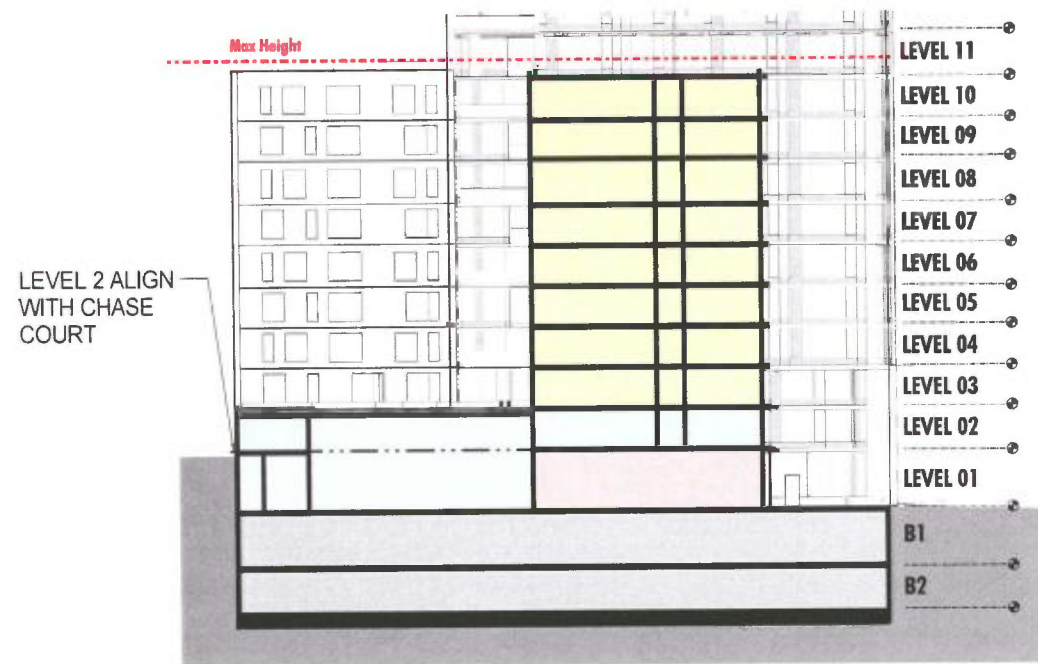 Max Height
LEVEL 11
LEVEL 10
LEVEL 09
LEVEL 08
LEVEL 07
LEVEL 06
LEVEL 05
LEVEL 04
LEVEL 03
LEVEL 02
LEVEL 01
B1
B2
LEVEL 2 ALIGN
WITH CHASE
COURT